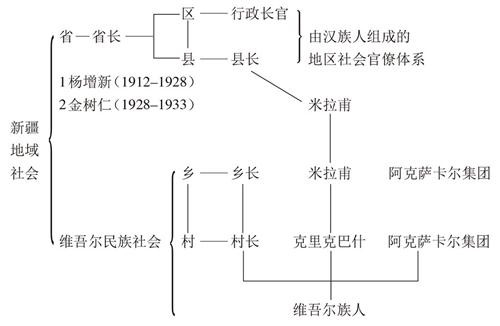 区 — 行政长官
省 — 省长
由汉族人组成的
地区社会官僚体系
县 — 县长
1 杨增新（1912–1928）
2 金树仁（1928–1933）
米拉甫
新疆
地域
社会
乡 — 乡长 米拉甫 阿克萨卡尔集团
维吾尔民族社会
村 — 村长 克里克巴什 阿克萨卡尔集团
维吾尔族人